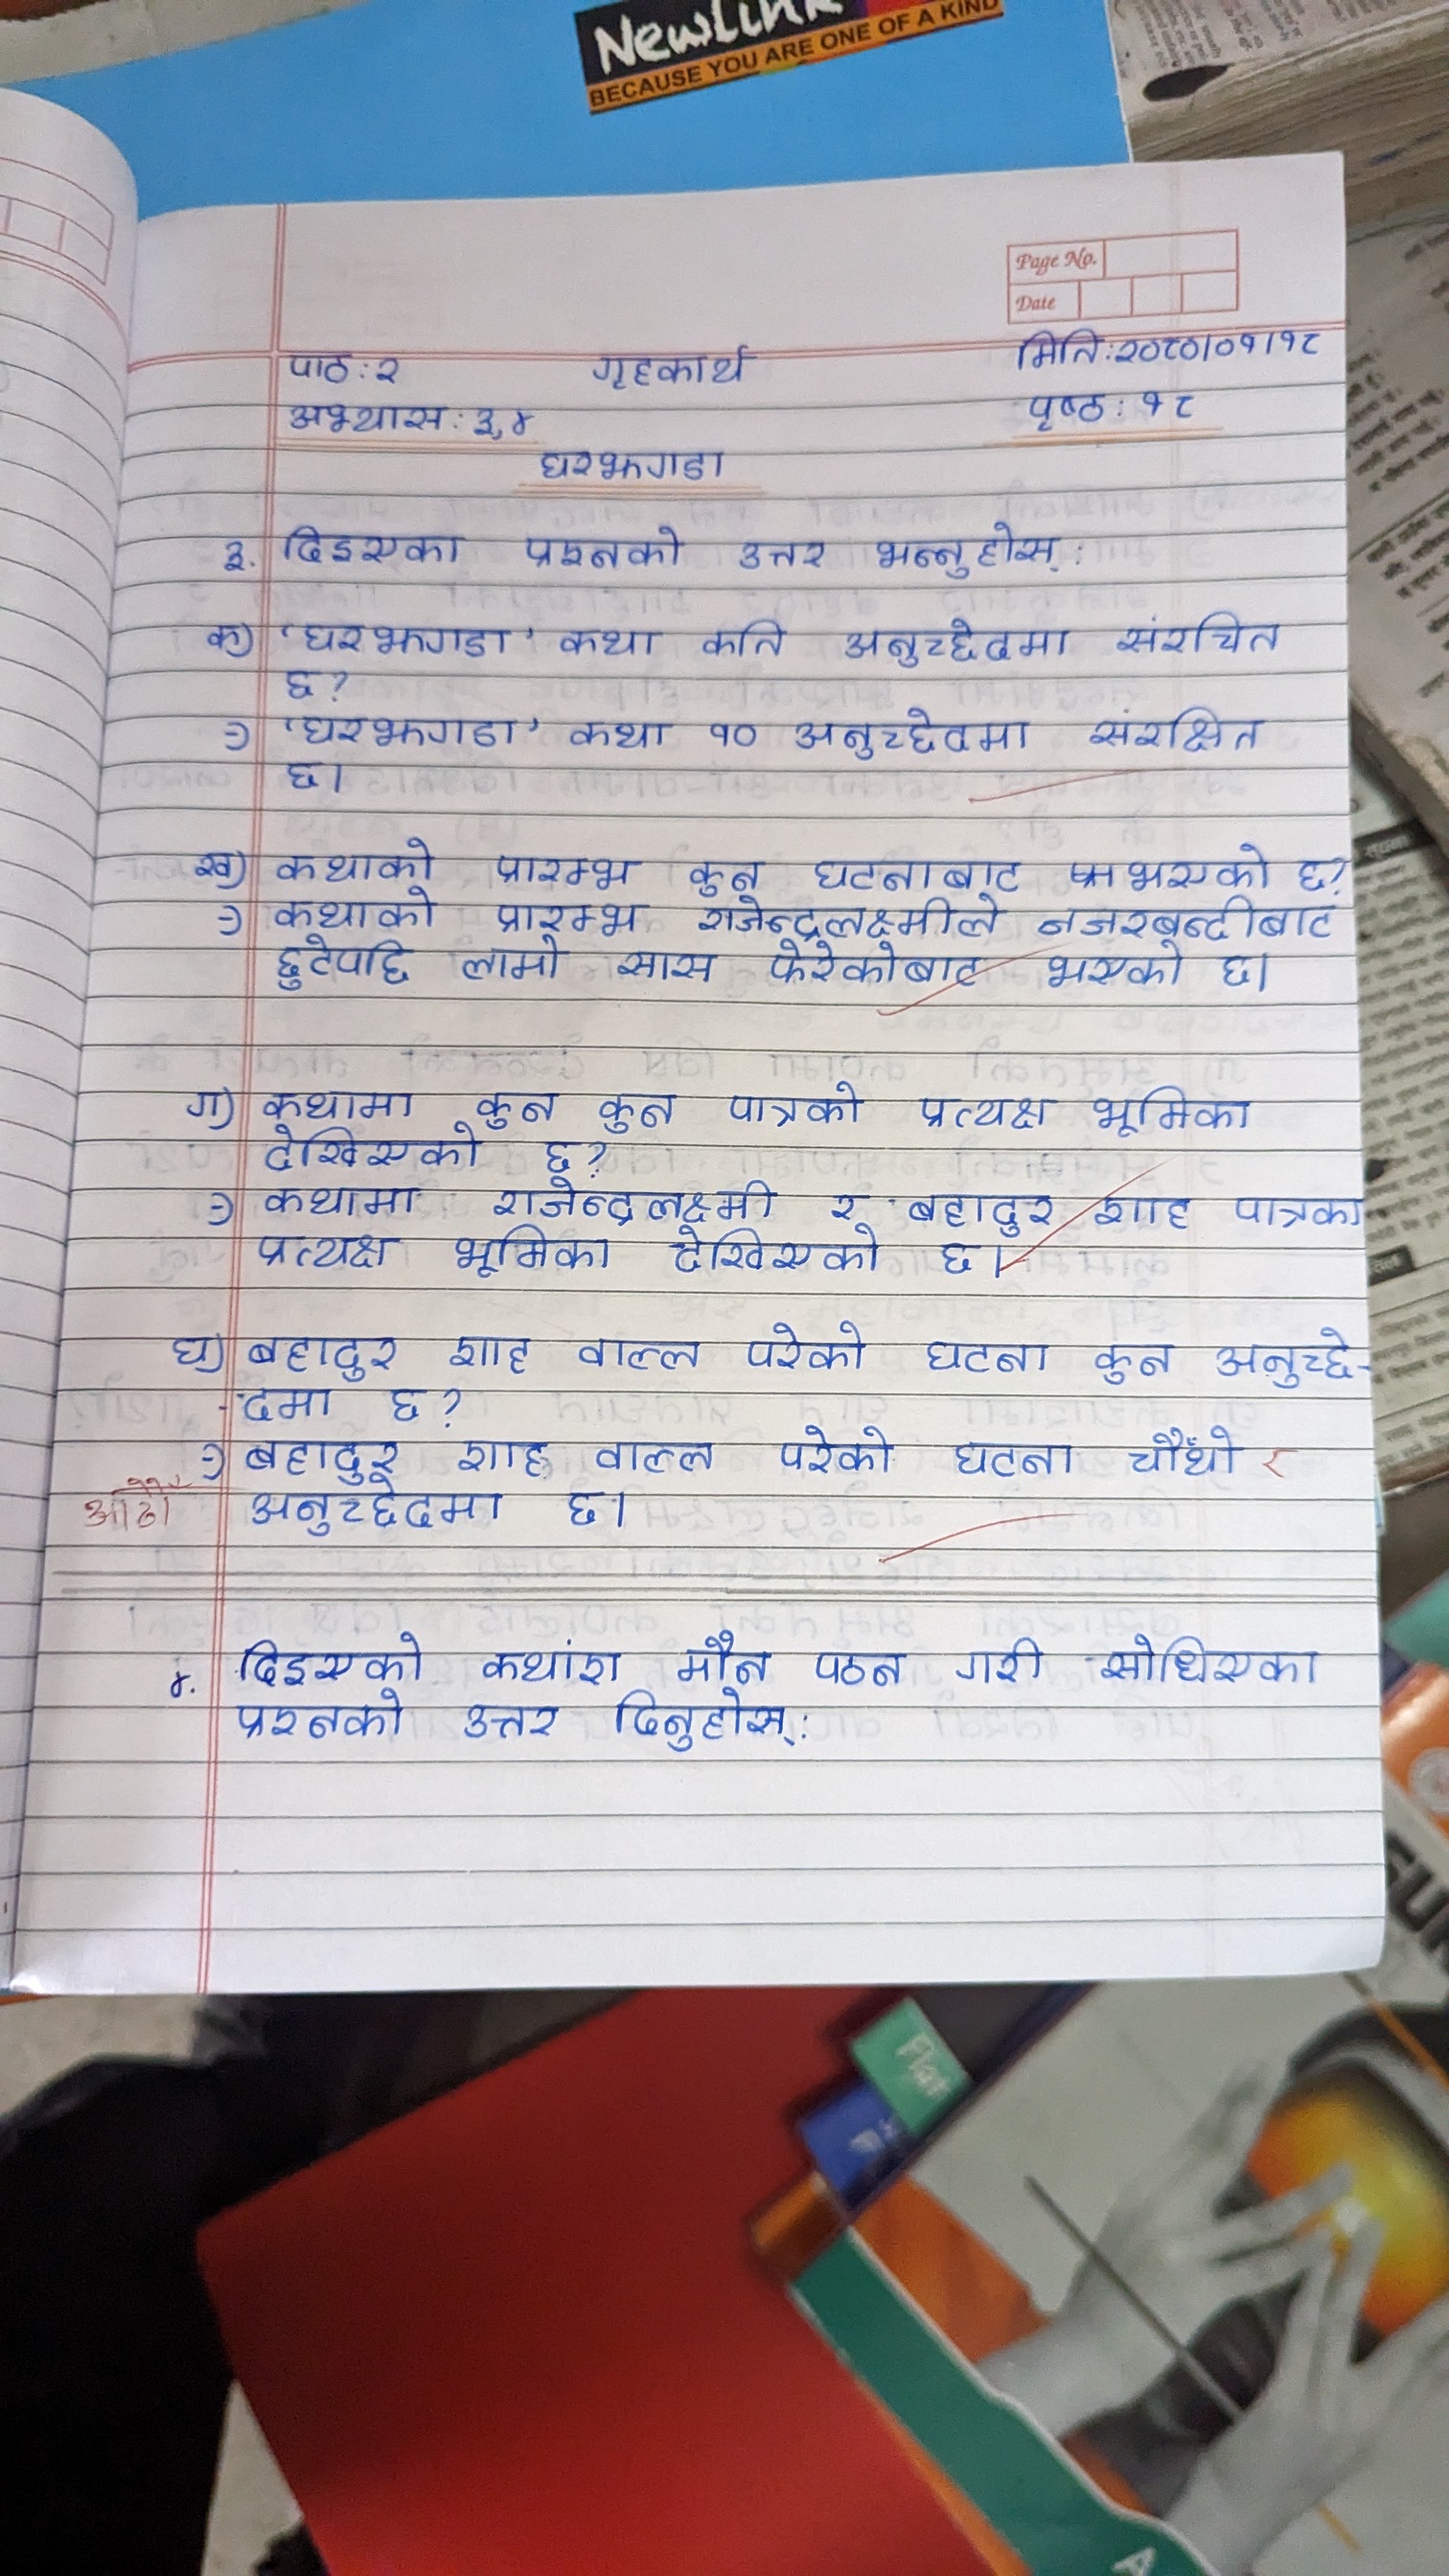 NewLink
BECAUSE YOU ARE ONE OF A KIND
Page No.
Date
पाठ: २ गृहकार्य मिति: २०८०।०१।१८
अभ्यास: ३,४ पृष्ठ: १८
घरझगडा
३. दिइएका प्रश्नको उत्तर भन्नुहोस्:
क) 'घरझगडा' कथा कति अनुच्छेदमा संरचित
छ?
'घरझगडा' कथा १० अनुच्छेदमा संरक्षित
छ।
ख) कथाको प्रारम्भ कुन घटनाबाट भएको छ?
कथाको प्रारम्भ राजेन्द्रलक्ष्मीले नजरबन्दीबाट
छुटेपछि लामो सास फेरेकोबाट भएको छ।
ग) कथामा कुन कुन पात्रको प्रत्यक्ष भूमिका
देखिएको छ?
कथामा राजेन्द्रलक्ष्मी र बहादुर शाह पात्रका
प्रत्यक्ष भूमिका देखिएको छ।
घ) बहादुर शाह वाल्ल परेको घटना कुन अनुच्छे-
-दमा छ?
बहादुर शाह वाल्ल परेको घटना चौँथो र
आठौँ अनुच्छेदमा छ।
४. दिइएको कथांश मौन पठन गरी सोधिएका
प्रश्नको उत्तर दिनुहोस्:
Flat